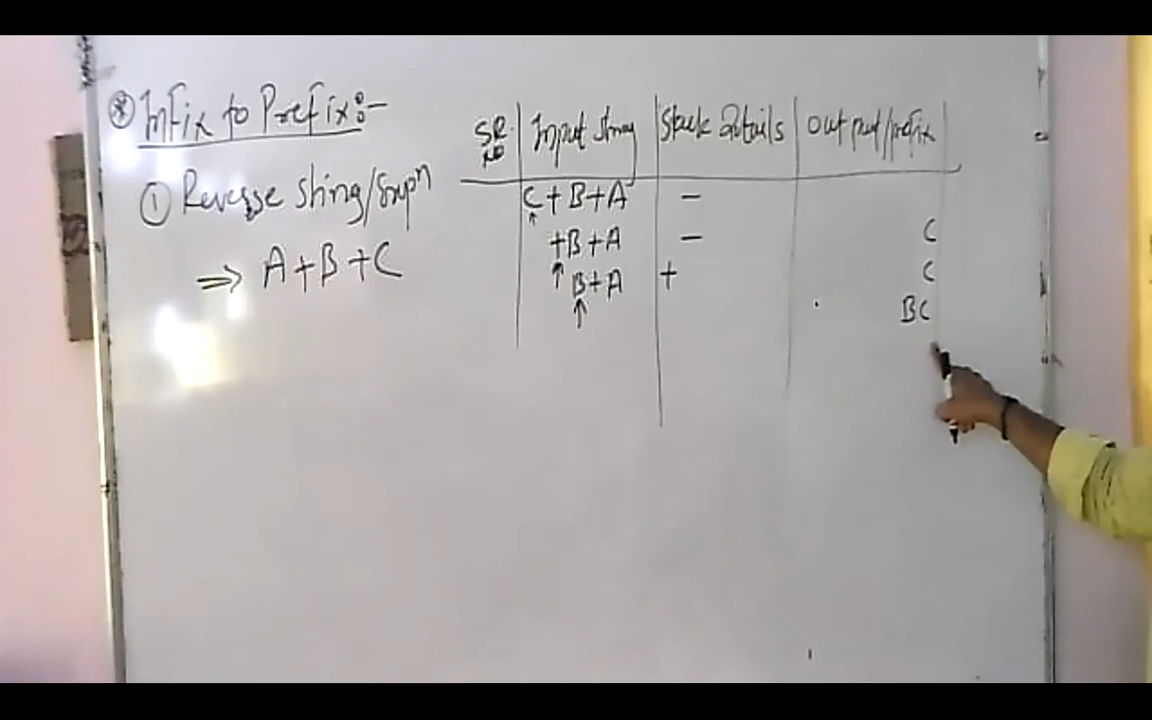 ⊛ Infix to Prefix:-
① Reverse string/Expn
⇒ A+B+C
SR. NO | Input string | Stack Details | Output/prefix
C+B+A | - |
↑
+B+A | - | C
↑
B+A | + | C
↑
BC